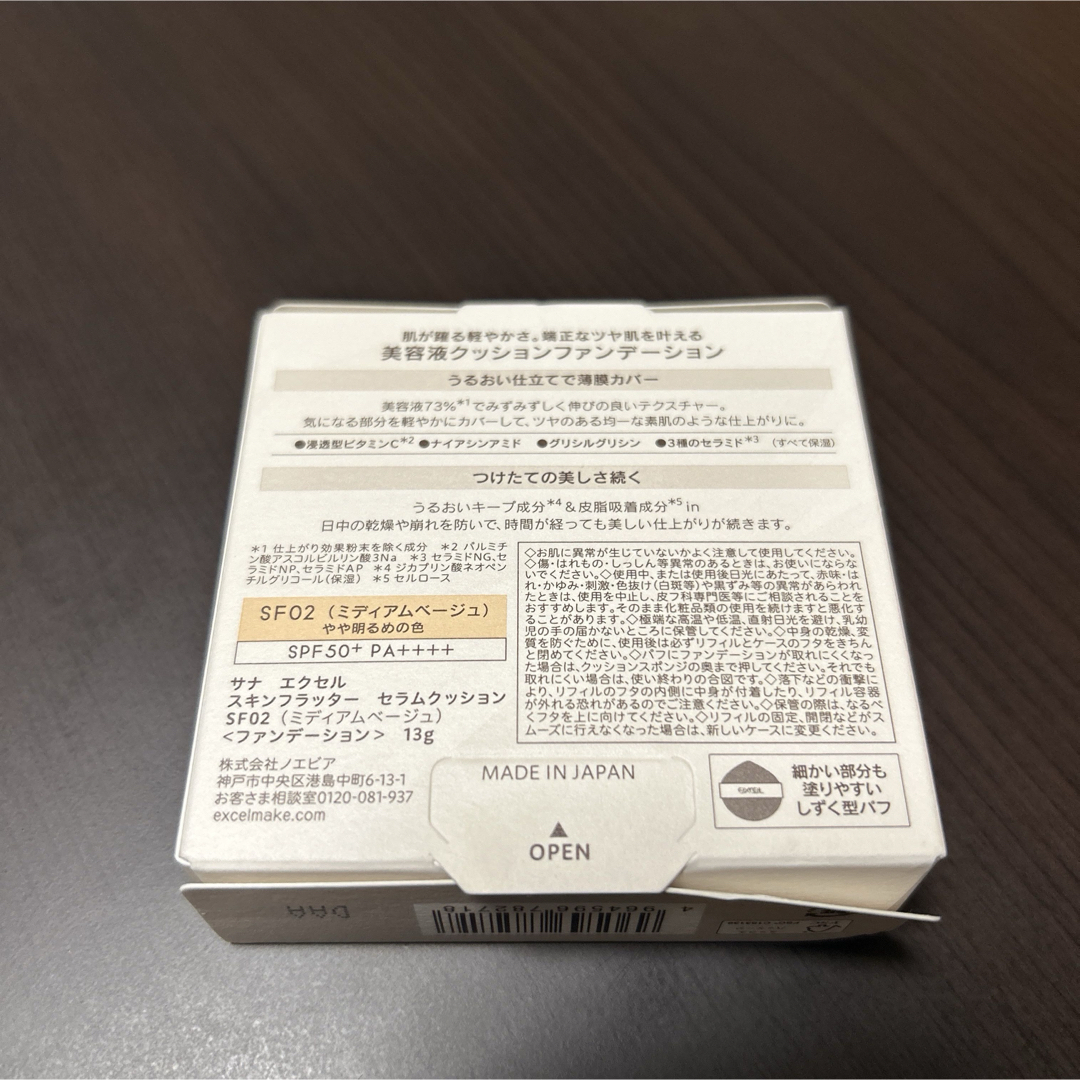 肌が躍る軽やかさ。端正なツヤ肌を叶える
美容液クッションファンデーション
うるおい仕立てで薄膜カバー
美容液73%*1でみずみずしく伸びの良いテクスチャー。
気になる部分を軽やかにカバーして、ツヤのある均一な素肌のような仕上がりに。
●浸透型ビタミンC*2 ●ナイアシンアミド ●グリシルグリシン ●3種のセラミド*3 (すべて保湿)
つけたての美しさ続く
うるおいキープ成分*4&皮脂吸着成分*5 in
日中の乾燥や崩れを防いで、時間が経っても美しい仕上がりが続きます。
*1 仕上がり効果粉末を除く成分 *2 パルミチ
ン酸アスコルビルリン酸3Na *3 セラミドNG、セ
ラミドNP、セラミドAP *4 ジカプリン酸ネオペン
チルグリコール(保湿) *5 セルロース
SF02(ミディアムベージュ)
やや明るめの色
SPF50+ PA++++
サナ エクセル
スキンフラッター セラムクッション
SF02(ミディアムベージュ)
<ファンデーション> 13g
株式会社ノエビア
神戸市中央区港島中町6-13-1
お客さま相談室0120-081-937
excelmake.com
◇お肌に異常が生じていないかよく注意して使用してください。
◇傷・はれもの・しっしん等異常のあるときは、お使いにならな
いでください。◇使用中、または使用後日光にあたって、赤味・は
れ・かゆみ・刺激・色抜け(白斑等)や黒ずみ等の異常があらわれ
たときは、使用を中止し、皮フ科専門医等にご相談されることを
おすすめします。そのまま化粧品類の使用を続けますと悪化す
ることがあります。◇極端な高温や低温、直射日光を避け、乳幼
児の手の届かないところに保管してください。◇中身の乾燥、変
質を防ぐために、使用後は必ずリフィルとケースのフタをきちん
と閉めてください。◇パフにファンデーションが取れにくくなっ
た場合は、クッションスポンジの奥まで押してください。それでも
取れにくい場合は、使い終わりの合図です。◇落下などの衝撃に
より、リフィルのフタの内側に中身が付着したり、リフィル容器
が外れる恐れがあるのでご注意ください。◇保管の際は、なるべ
くフタを上に向けてください。◇リフィルの固定、開閉などがス
ムーズに行えなくなった場合は、新しいケースに変更ください。
MADE IN JAPAN
▲
OPEN
細かい部分も
塗りやすい
しずく型パフ
4 964596 782718
DAA